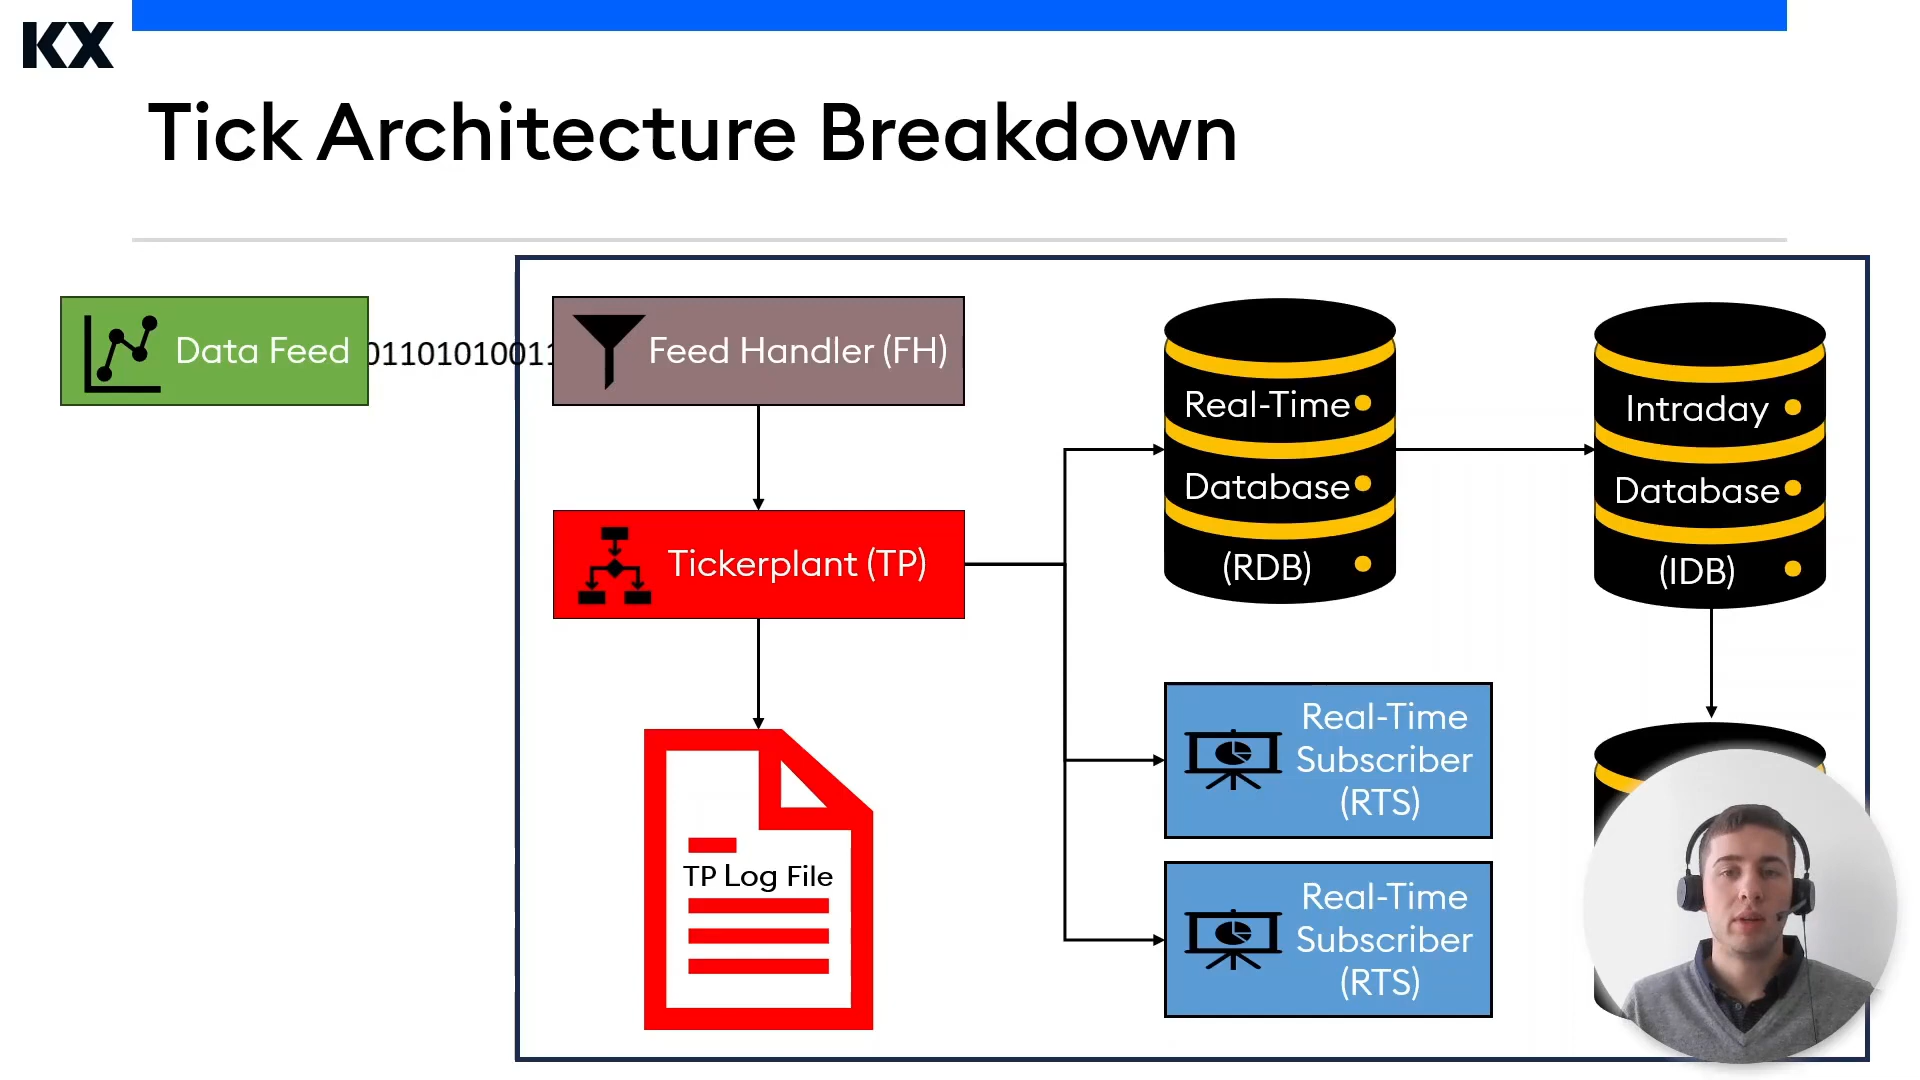 KX
Tick Architecture Breakdown
Data Feed
01101010011
Feed Handler (FH)
Tickerplant (TP)
TP Log File
Real-Time
Database
(RDB)
Intraday
Database
(IDB)
Real-Time
Subscriber
(RTS)
Real-Time
Subscriber
(RTS)